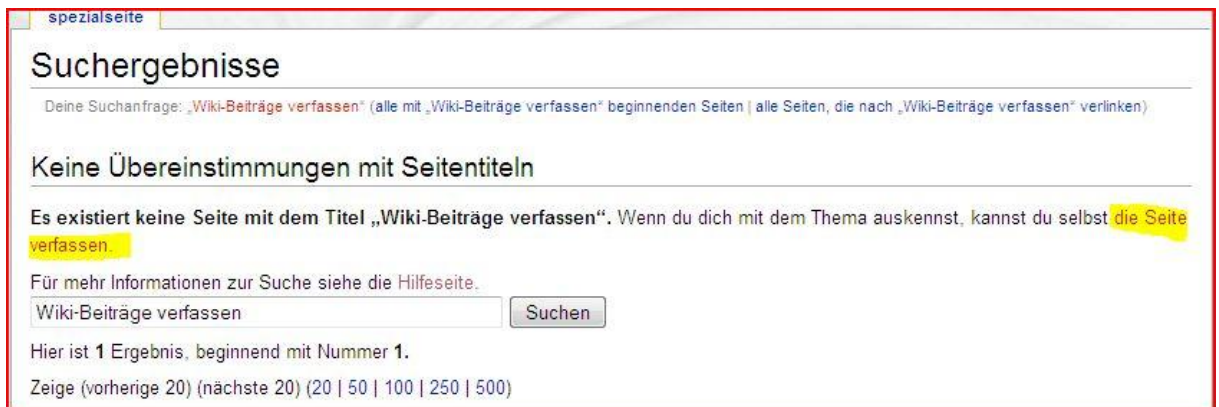 spezialseite
Suchergebnisse
Deine Suchanfrage: „Wiki-Beiträge verfassen“ (alle mit „Wiki-Beiträge verfassen“ beginnenden Seiten | alle Seiten, die nach „Wiki-Beiträge verfassen“ verlinken)
Keine Übereinstimmungen mit Seitentiteln
Es existiert keine Seite mit dem Titel „Wiki-Beiträge verfassen“. Wenn du dich mit dem Thema auskennst, kannst du selbst die Seite
verfassen.
Für mehr Informationen zur Suche siehe die Hilfeseite.
Wiki-Beiträge verfassen Suchen
Hier ist 1 Ergebnis, beginnend mit Nummer 1.
Zeige (vorherige 20) (nächste 20) (20 | 50 | 100 | 250 | 500)